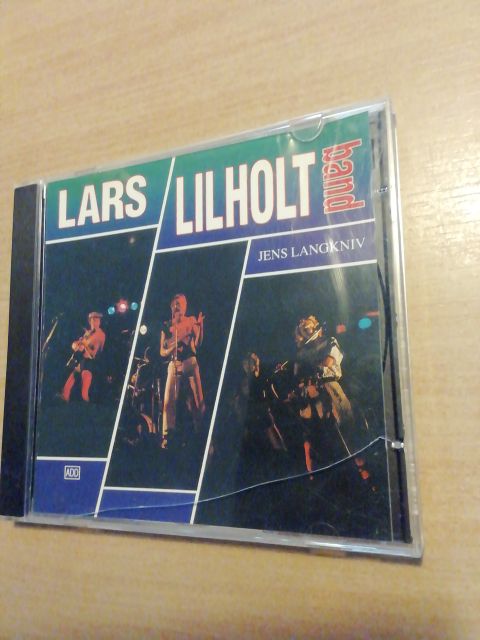 LARS
LILHOLT band
JENS LANGKNIV
ADD